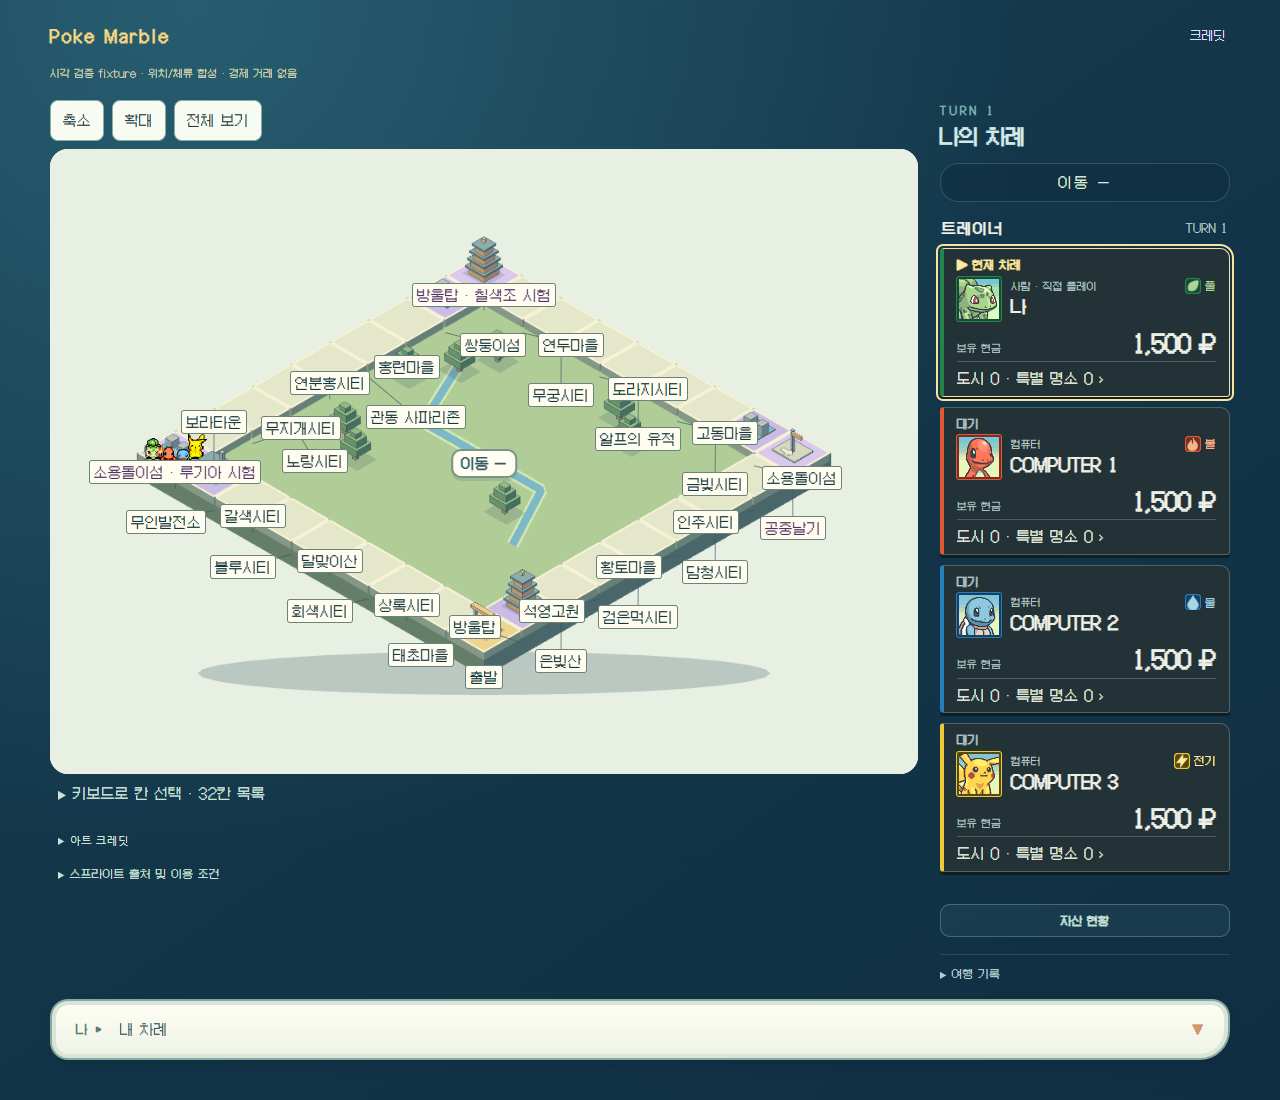 Poke Marble
크레딧
시각 검증 fixture · 위치/체류 합성 · 경제 거래 없음
축소
확대
전체 보기
방울탑 · 칠색조 시험
쌍둥이섬
연두마을
홍련마을
연분홍시티
무궁시티
도라지시티
보라타운
무지개시티
관동 사파리존
알프의 유적
고동마을
노랑시티
이동 —
소용돌이섬 · 루기아 시험
금빛시티
소용돌이섬
무인발전소
갈색시티
인주시티
공중날기
블루시티
달맞이산
황토마을
담청시티
회색시티
상록시티
석영고원
검은먹시티
방울탑
태초마을
은빛산
출발
▶ 키보드로 칸 선택 · 32칸 목록
▶ 아트 크레딧
▶ 스프라이트 출처 및 이용 조건
TURN 1
나의 차례
이동 —
트레이너
TURN 1
▶ 현재 차례
사람 · 직접 플레이
풀
나
보유 현금
1,500 ₽
도시 0 · 특별 명소 0 ›
대기
컴퓨터
불
COMPUTER 1
보유 현금
1,500 ₽
도시 0 · 특별 명소 0 ›
대기
컴퓨터
물
COMPUTER 2
보유 현금
1,500 ₽
도시 0 · 특별 명소 0 ›
대기
컴퓨터
전기
COMPUTER 3
보유 현금
1,500 ₽
도시 0 · 특별 명소 0 ›
자산 현황
▶ 여행 기록
나 ▶ 내 차례
▼